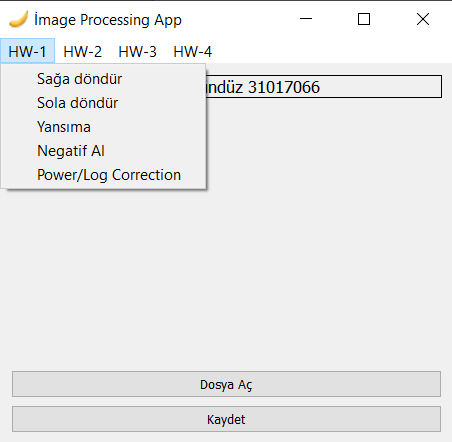 İmage Processing App
HW-1 HW-2 HW-3 HW-4
31017066
Sağa döndür
Sola döndür
Yansıma
Negatif Al
Power/Log Correction
Dosya Aç
Kaydet